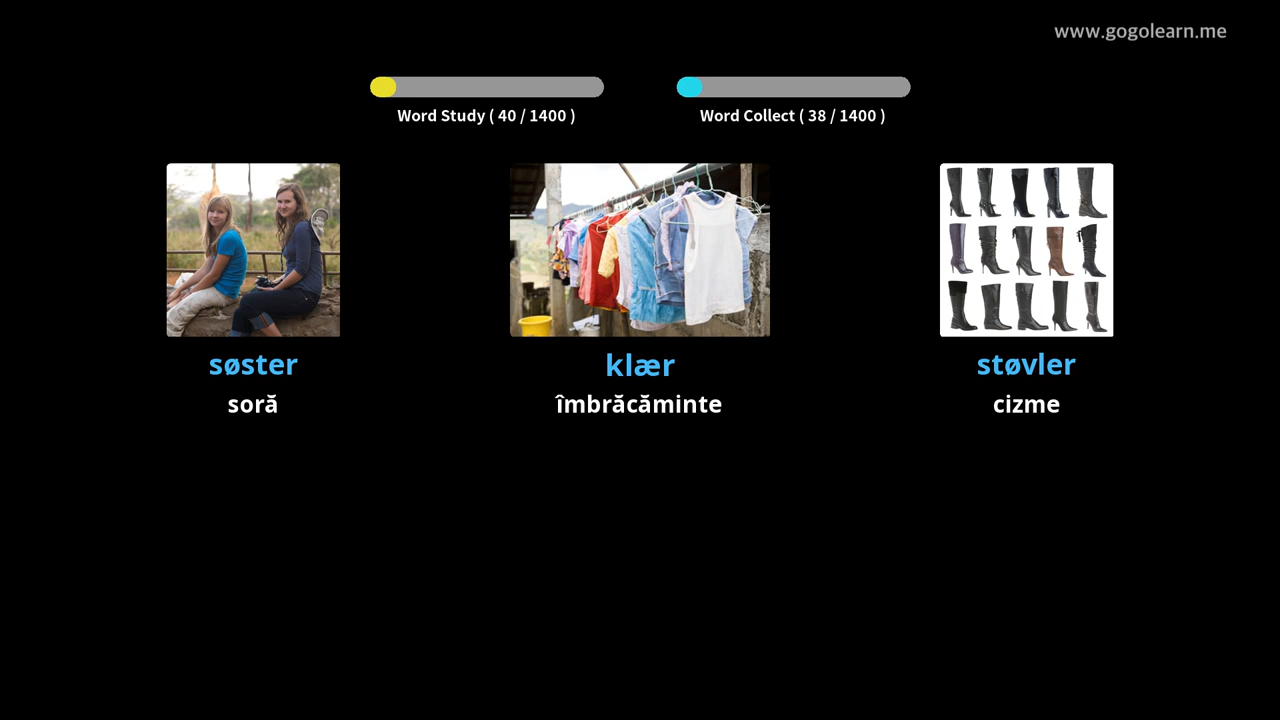 www.gogolearn.me
Word Study ( 40 / 1400 )
Word Collect ( 38 / 1400 )
søster
klær
støvler
soră
îmbrăcăminte
cizme